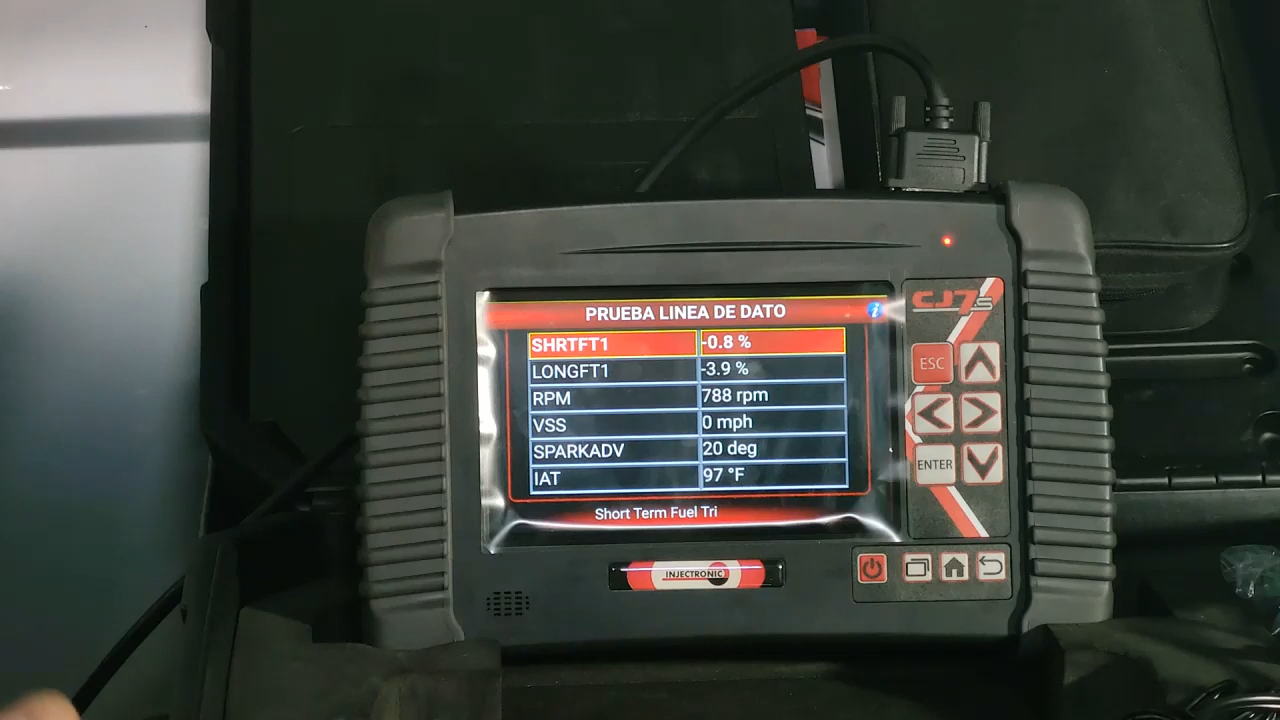 CJ7s
PRUEBA LINEA DE DATO
i
SHRTFT1 -0.8 %
LONGFT1 -3.9 %
RPM 788 rpm
VSS 0 mph
SPARKADV 20 deg
IAT 97 °F
Short Term Fuel Tri
ESC
ENTER
INJECTRONIC